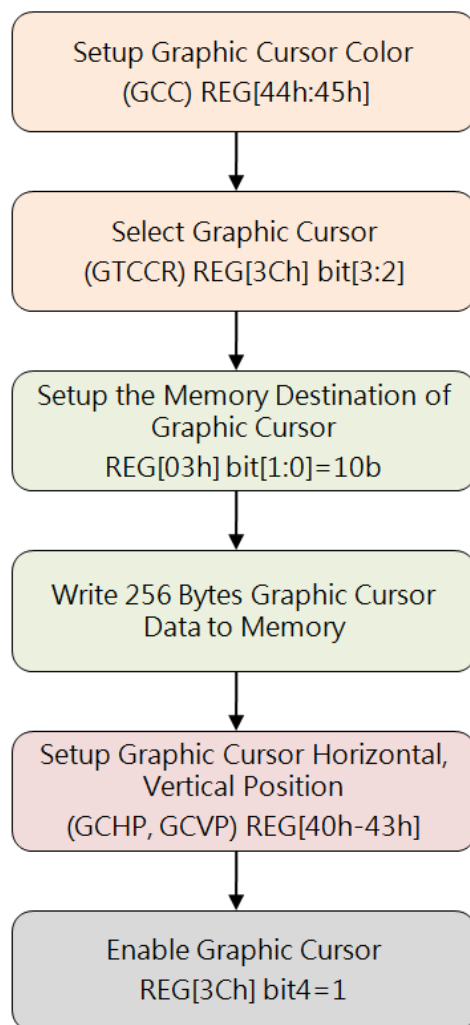 Setup Graphic Cursor Color
(GCC) REG[44h:45h]
Select Graphic Cursor
(GTCCR) REG[3Ch] bit[3:2]
Setup the Memory Destination of
Graphic Cursor
REG[03h] bit[1:0]=10b
Write 256 Bytes Graphic Cursor
Data to Memory
Setup Graphic Cursor Horizontal,
Vertical Position
(GCHP, GCVP) REG[40h-43h]
Enable Graphic Cursor
REG[3Ch] bit4=1